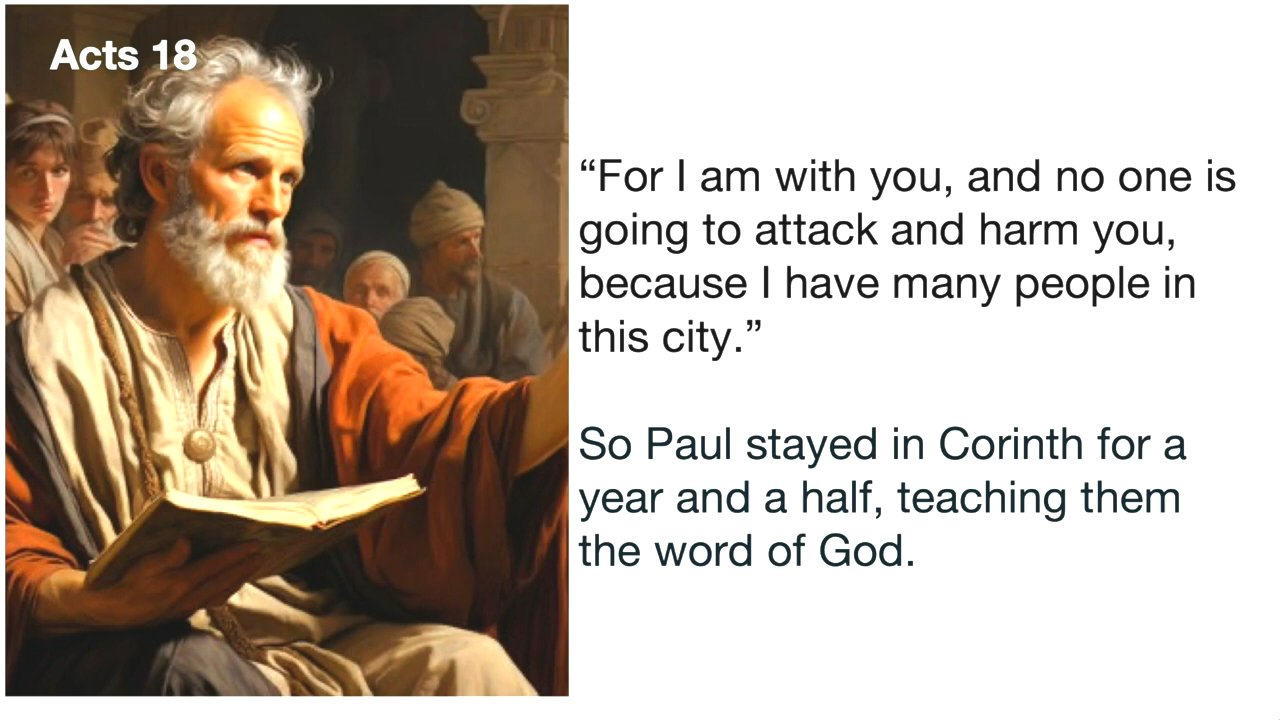 Acts 18
“For I am with you, and no one is
going to attack and harm you,
because I have many people in
this city.”
So Paul stayed in Corinth for a
year and a half, teaching them
the word of God.